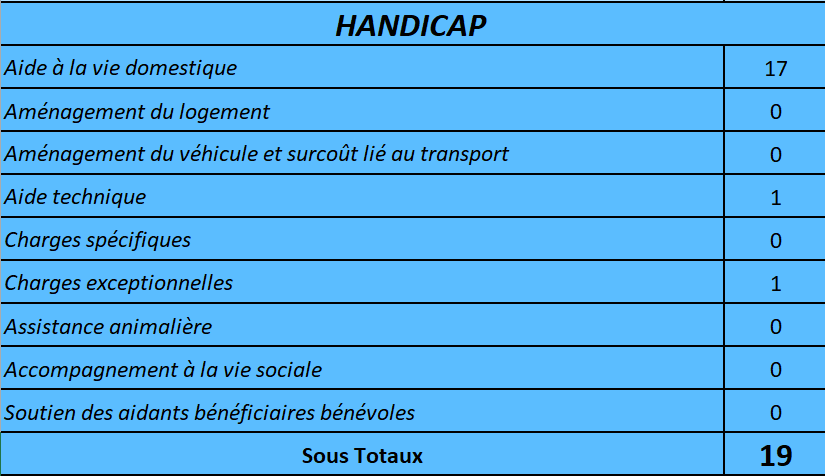 HANDICAP
Aide à la vie domestique 17
Aménagement du logement 0
Aménagement du véhicule et surcoût lié au transport 0
Aide technique 1
Charges spécifiques 0
Charges exceptionnelles 1
Assistance animalière 0
Accompagnement à la vie sociale 0
Soutien des aidants bénéficiaires bénévoles 0
Sous Totaux 19